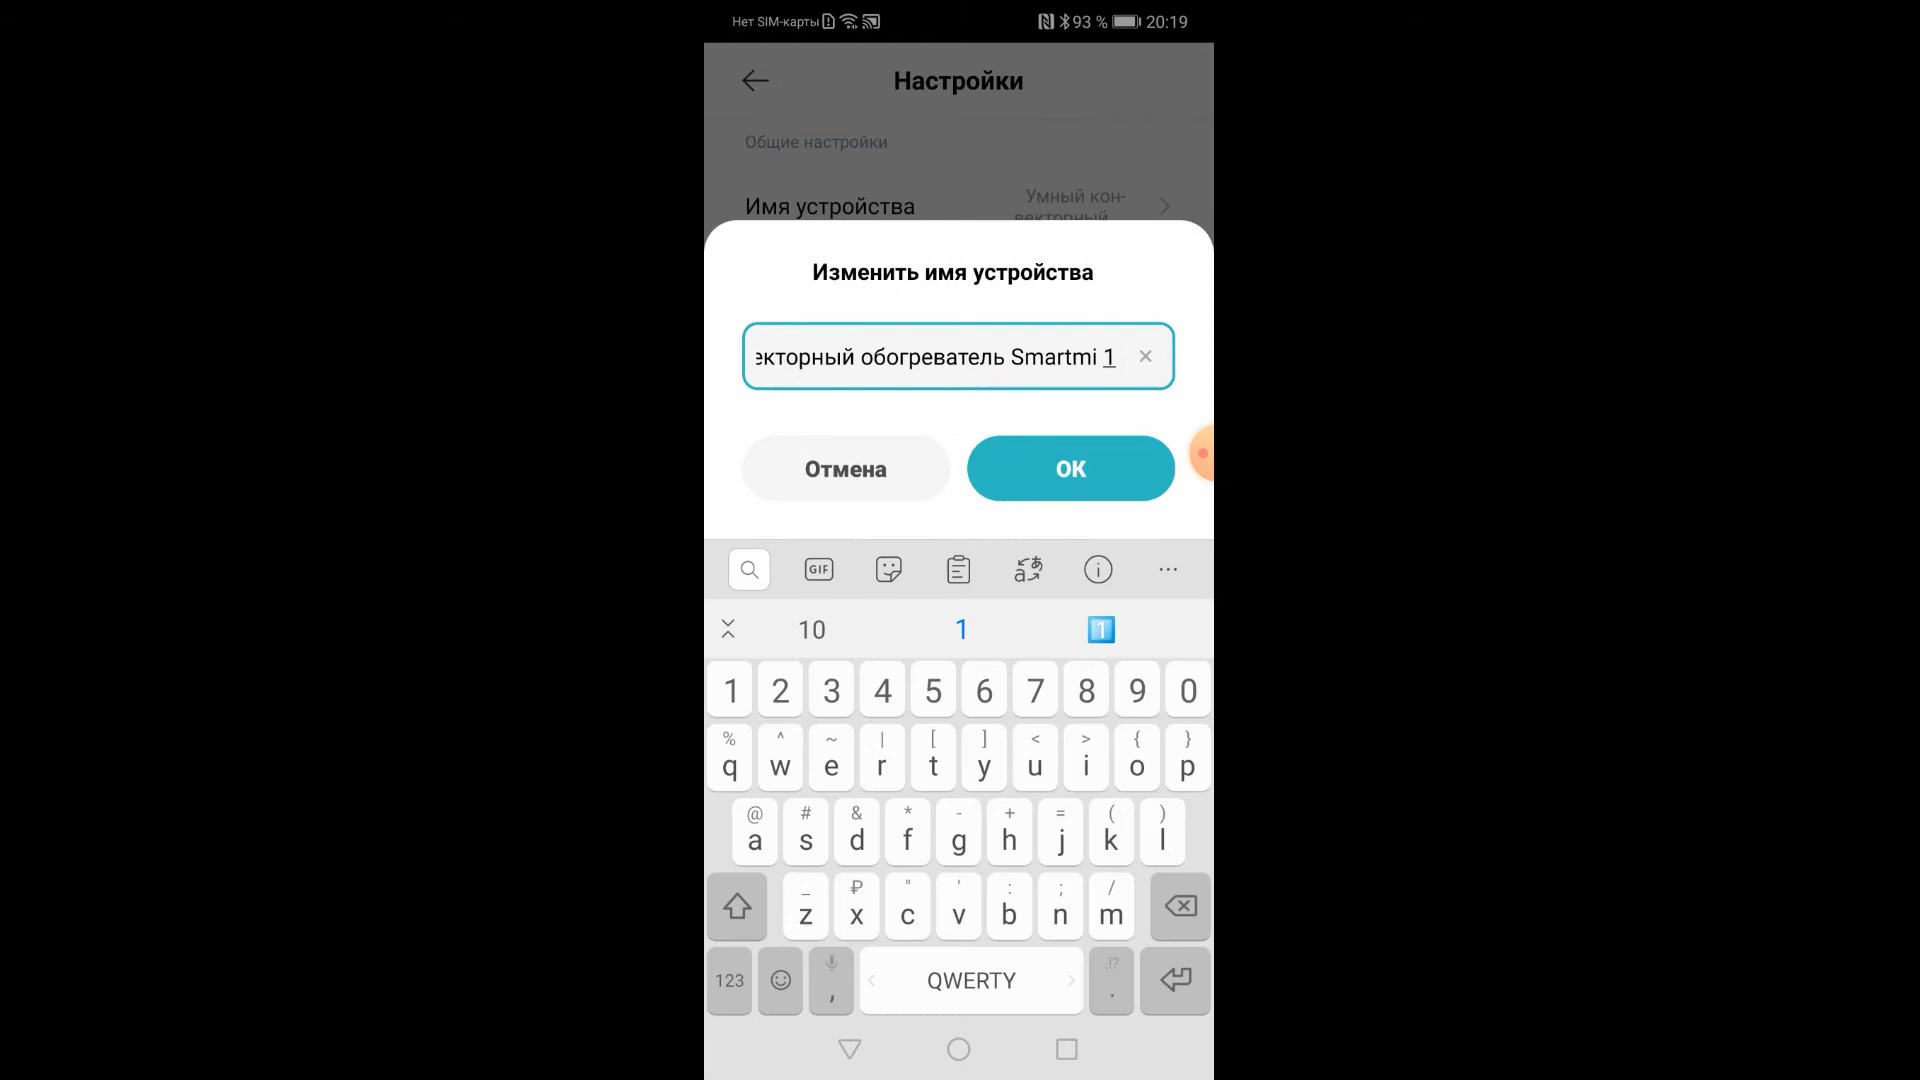 Нет SIM-карты 93 % 20:19
Настройки
Общие настройки
Имя устройства
Умный кон-
векторный
Изменить имя устройства
екторный обогреватель Smartmi 1
Отмена OK
GIF
10 1 1
1 2 3 4 5 6 7 8 9 0
% ^ ~ | [ ] < > { }
q w e r t y u i o p
@ # & * - + = ( )
a s d f g h j k l
_ ₽ " ' : ; /
z x c v b n m
123 , QWERTY .!? .